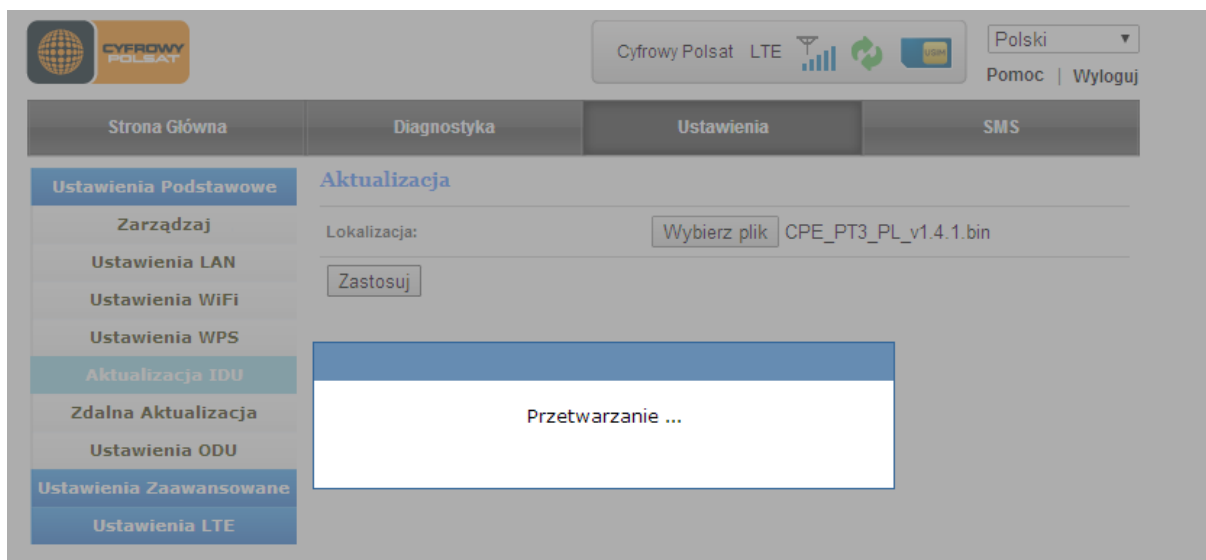 CYFROWY
POLSAT
Cyfrowy Polsat LTE
USIM
Polski
Pomoc | Wyloguj
Strona Główna
Diagnostyka
Ustawienia
SMS
Ustawienia Podstawowe
Zarządzaj
Ustawienia LAN
Ustawienia WiFi
Ustawienia WPS
Aktualizacja IDU
Zdalna Aktualizacja
Ustawienia ODU
Ustawienia Zaawansowane
Ustawienia LTE
Aktualizacja
Lokalizacja:
Wybierz plik CPE_PT3_PL_v1.4.1.bin
Zastosuj
Przetwarzanie ...